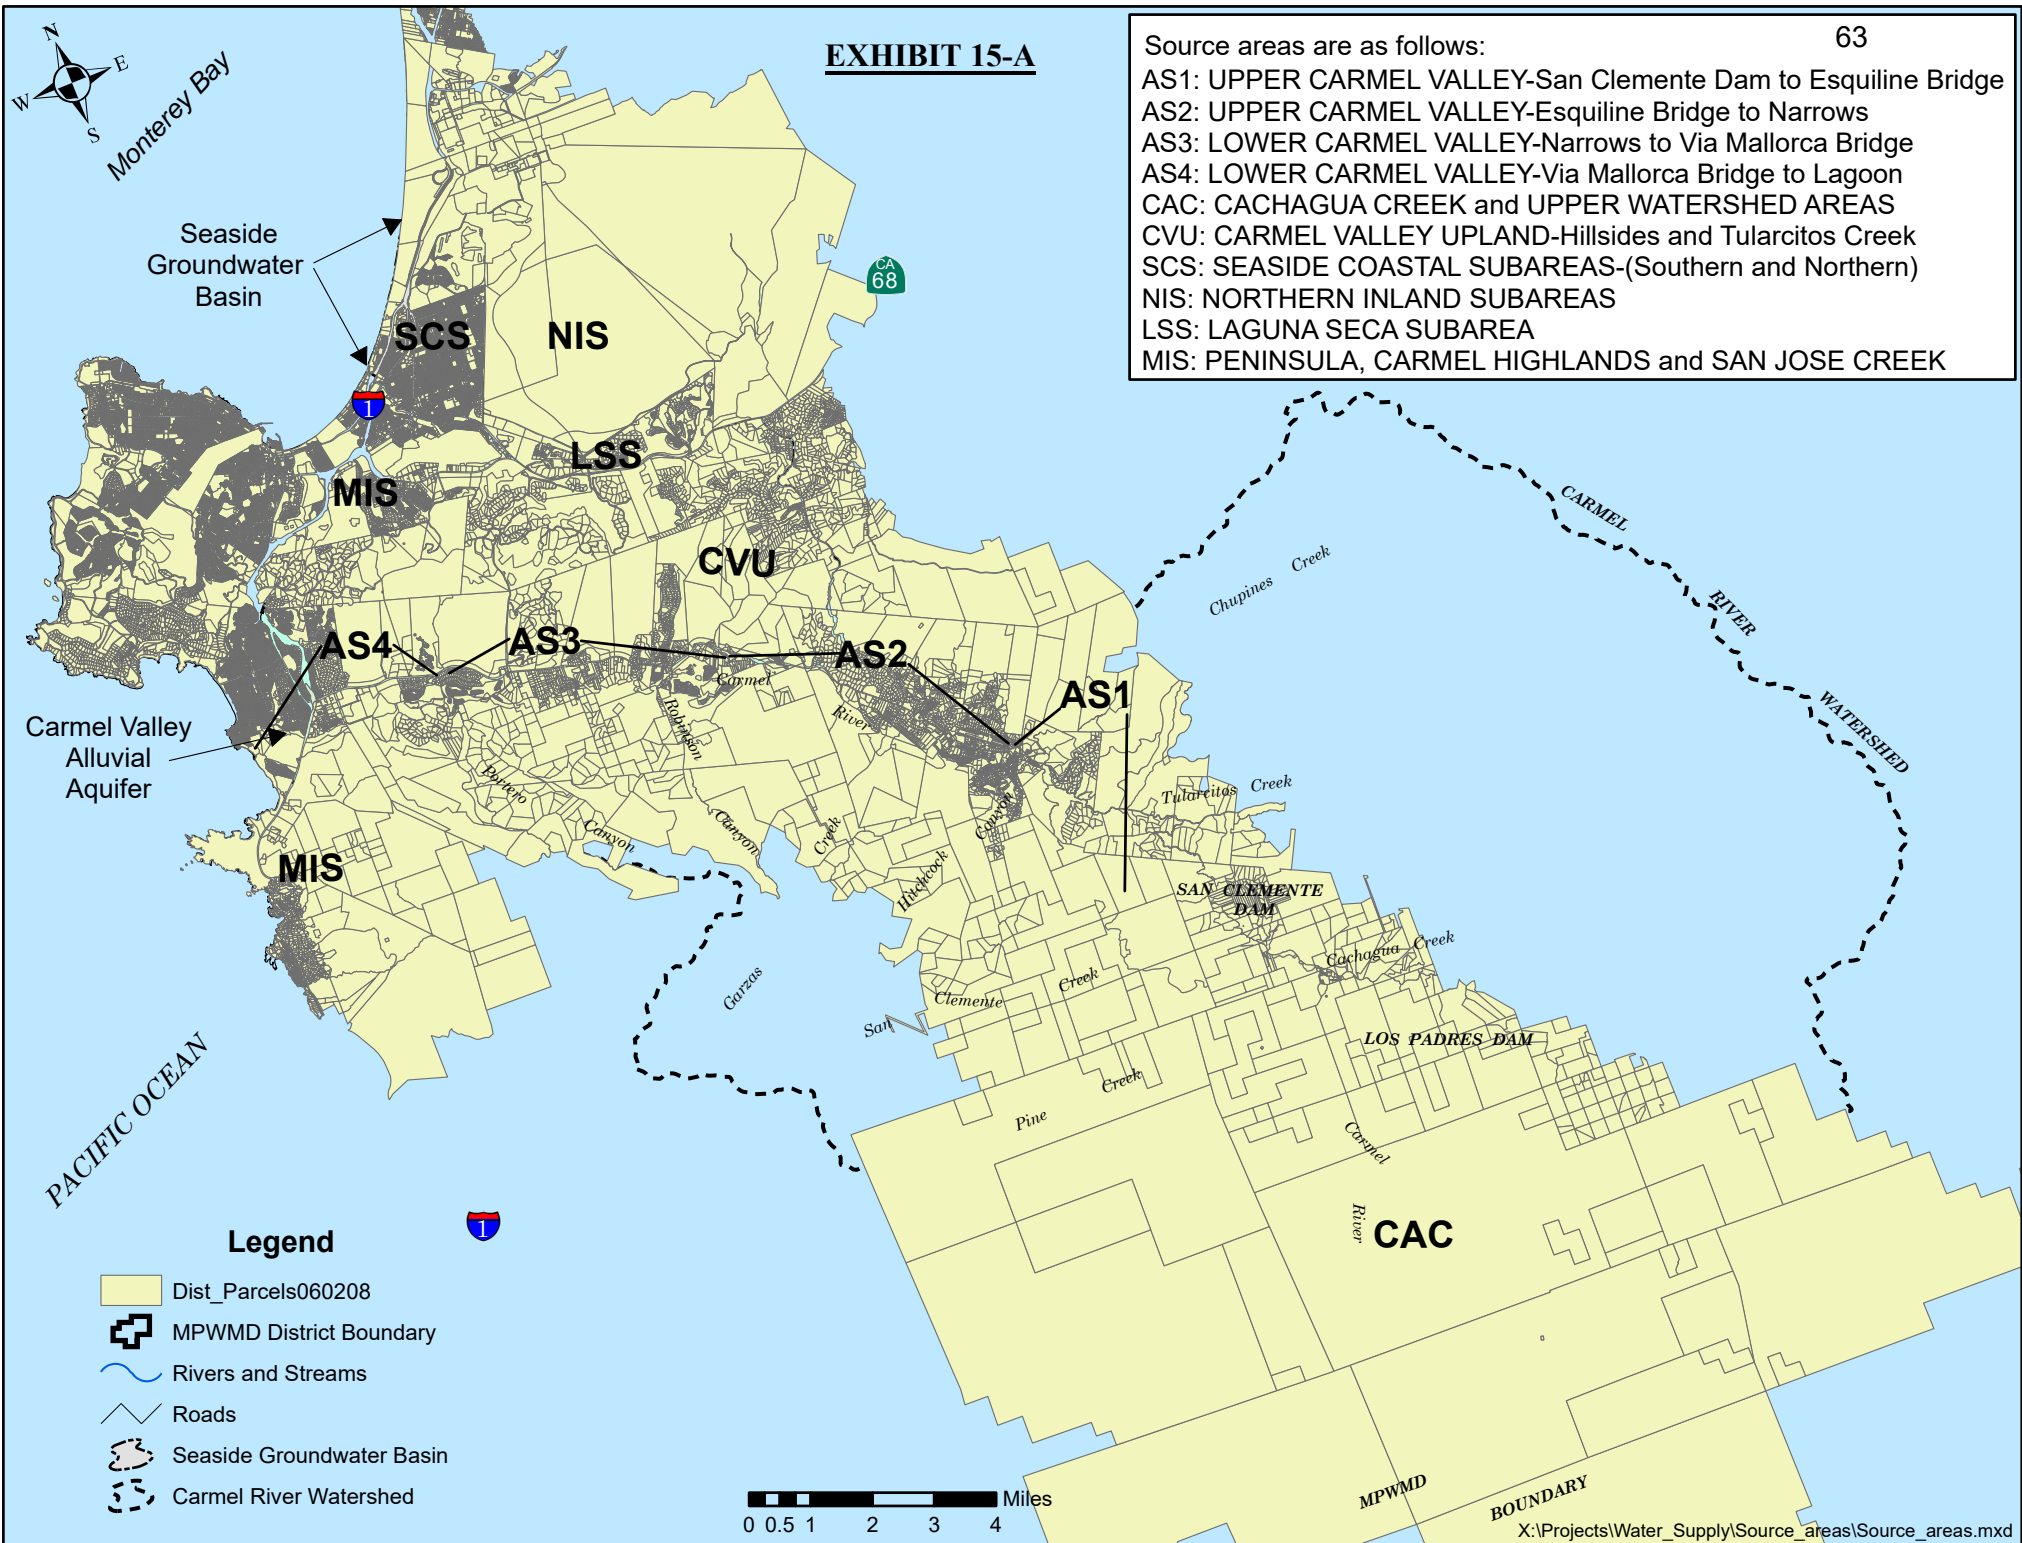 EXHIBIT 15-A
63
Source areas are as follows:
AS1: UPPER CARMEL VALLEY-San Clemente Dam to Esquiline Bridge
AS2: UPPER CARMEL VALLEY-Esquiline Bridge to Narrows
AS3: LOWER CARMEL VALLEY-Narrows to Via Mallorca Bridge
AS4: LOWER CARMEL VALLEY-Via Mallorca Bridge to Lagoon
CAC: CACHAGUA CREEK and UPPER WATERSHED AREAS
CVU: CARMEL VALLEY UPLAND-Hillsides and Tularcitos Creek
SCS: SEASIDE COASTAL SUBAREAS-(Southern and Northern)
NIS: NORTHERN INLAND SUBAREAS
LSS: LAGUNA SECA SUBAREA
MIS: PENINSULA, CARMEL HIGHLANDS and SAN JOSE CREEK
N
E
W
S
Monterey Bay
Seaside
Groundwater
Basin
CA
68
SCS
NIS
1
LSS
MIS
CARMEL
RIVER
WATERSHED
Chupines Creek
CVU
AS4
AS3
AS2
AS1
Carmel
River
Robinson
Canyon
Carmel Valley
Alluvial
Aquifer
Portero
Canyon
Creek
Canyon
Hitchcock
Tularcitos Creek
MIS
SAN CLEMENTE
DAM
Cachagua Creek
Garzas
San
Clemente
Creek
LOS PADRES DAM
Pine
Creek
Carmel
River
CAC
PACIFIC OCEAN
1
Legend
Dist_Parcels060208
MPWMD District Boundary
Rivers and Streams
Roads
Seaside Groundwater Basin
Carmel River Watershed
Miles
0 0.5 1 2 3 4
MPWMD
BOUNDARY
X:\Projects\Water_Supply\Source_areas\Source_areas.mxd